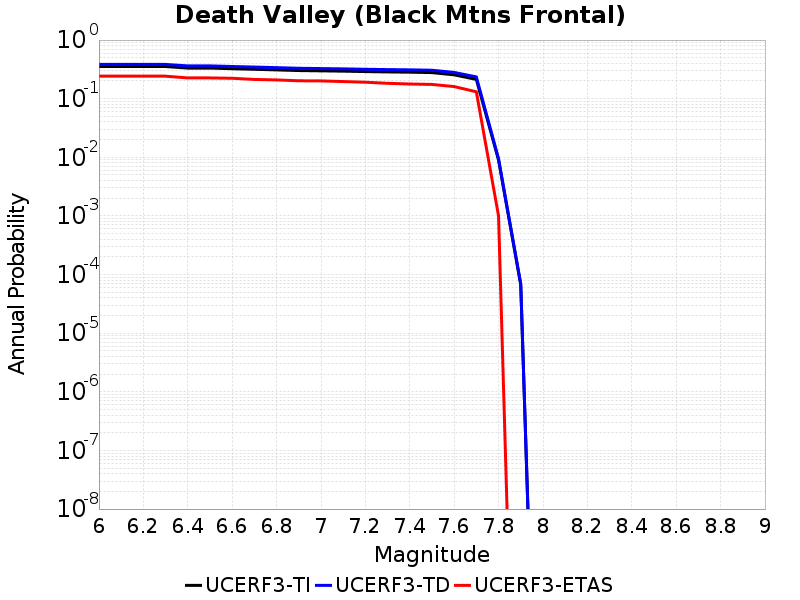 Death Valley (Black Mtns Frontal)
Annual Probability
10^0
10^-1
10^-2
10^-3
10^-4
10^-5
10^-6
10^-7
10^-8
6 6.2 6.4 6.6 6.8 7 7.2 7.4 7.6 7.8 8 8.2 8.4 8.6 8.8 9
Magnitude
UCERF3-TI UCERF3-TD UCERF3-ETAS